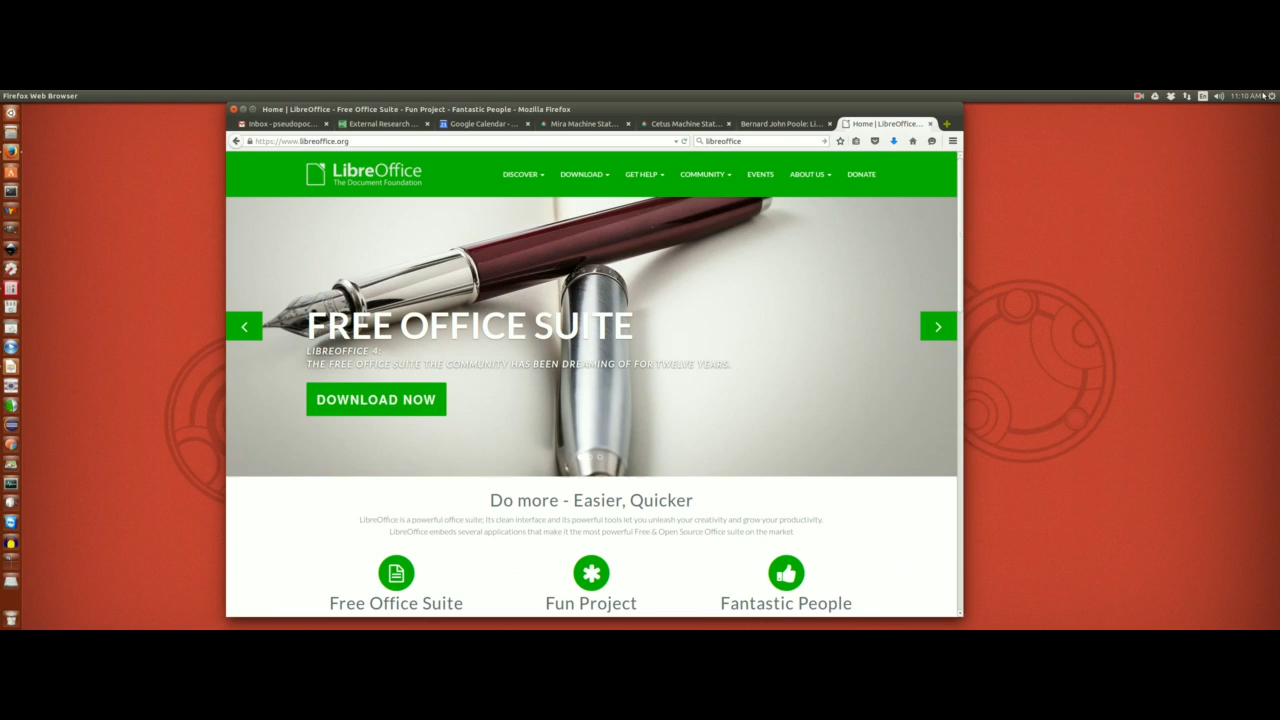 Firefox Web Browser
En
11:10 AM
Home | LibreOffice - Free Office Suite - Fun Project - Fantastic People - Mozilla Firefox
Inbox - pseudopoc... External Research ... Google Calendar - ... Mira Machine Stat... Cetus Machine Stat... Bernard John Poole: Li... Home | LibreOffice...
https://www.libreoffice.org
libreoffice
LibreOffice
The Document Foundation
DISCOVER DOWNLOAD GET HELP COMMUNITY EVENTS ABOUT US DONATE
FREE OFFICE SUITE
LIBREOFFICE 4:
THE FREE OFFICE SUITE THE COMMUNITY HAS BEEN DREAMING OF FOR TWELVE YEARS.
DOWNLOAD NOW
Do more - Easier, Quicker
LibreOffice is a powerful office suite; its clean interface and its powerful tools let you unleash your creativity and grow your productivity.
LibreOffice embeds several applications that make it the most powerful Free & Open Source Office suite on the market
Free Office Suite
Fun Project
Fantastic People